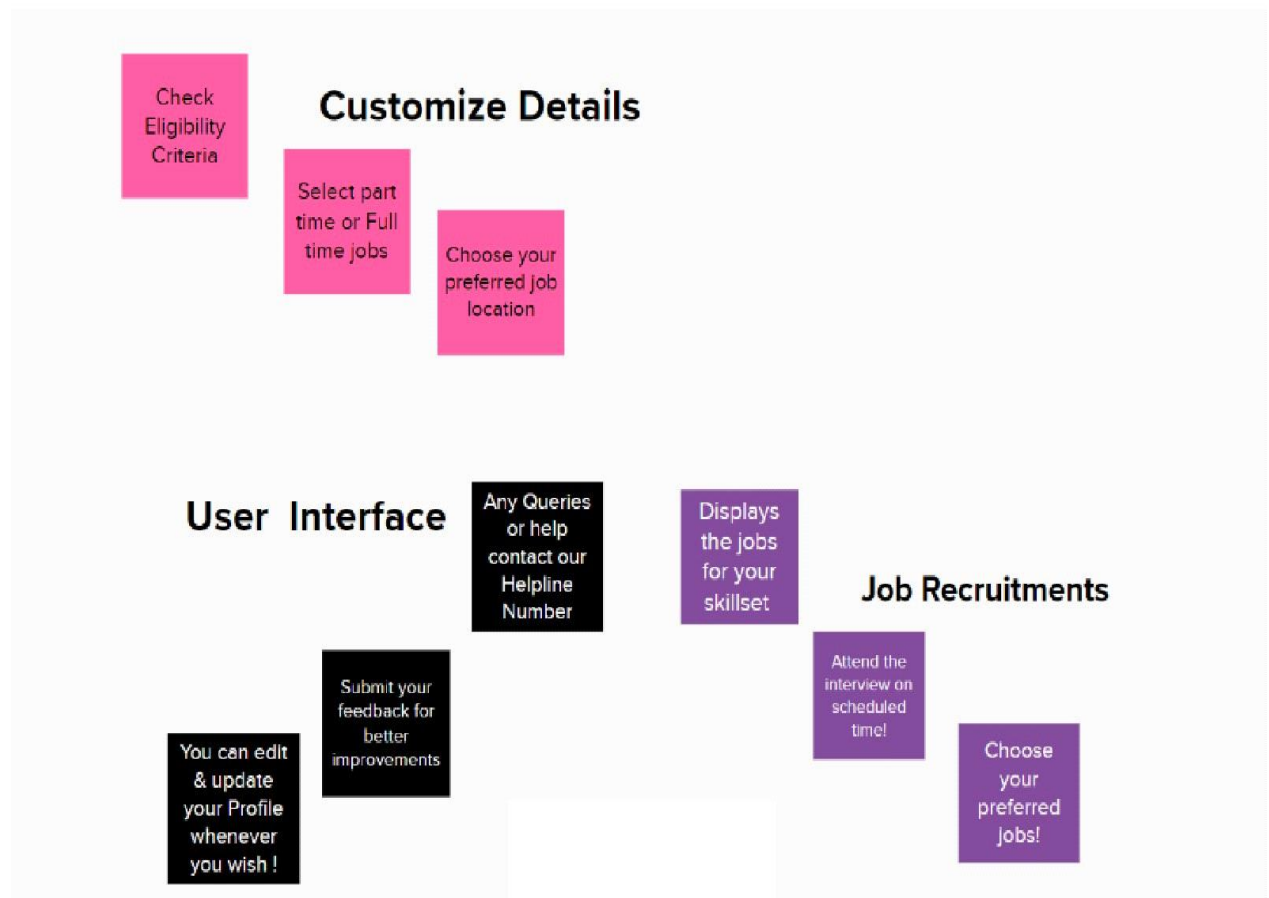 Check
Eligibility
Criteria
Customize Details
Select part
time or Full
time jobs
Choose your
preferred job
location
User Interface
Any Queries
or help
contact our
Helpline
Number
Submit your
feedback for
better
improvements
You can edit
& update
your Profile
whenever
you wish !
Displays
the jobs
for your
skillset
Job Recruitments
Attend the
interview on
scheduled
time!
Choose
your
preferred
jobs!